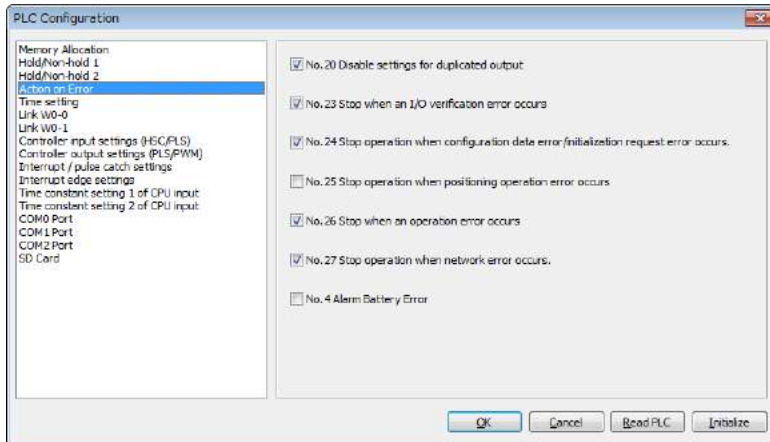 PLC Configuration
Memory Allocation
Hold/Non-hold 1
Hold/Non-hold 2
Action on Error
Time setting
Link W0-0
Link W0-1
Controller input settings (HSC/PLS)
Controller output settings (PLS/PWM)
Interrupt / pulse catch settings
Interrupt edge settings
Time constant setting 1 of CPU input
Time constant setting 2 of CPU input
COM0 Port
COM1 Port
COM2 Port
SD Card
No.20 Disable settings for duplicated output
No.23 Stop when an I/O verification error occurs
No.24 Stop operation when configuration data error/initialization request error occurs.
No.25 Stop operation when positioning operation error occurs
No.26 Stop when an operation error occurs
No.27 Stop operation when network error occurs.
No.4 Alarm Battery Error
OK
Cancel
Read PLC
Initialize